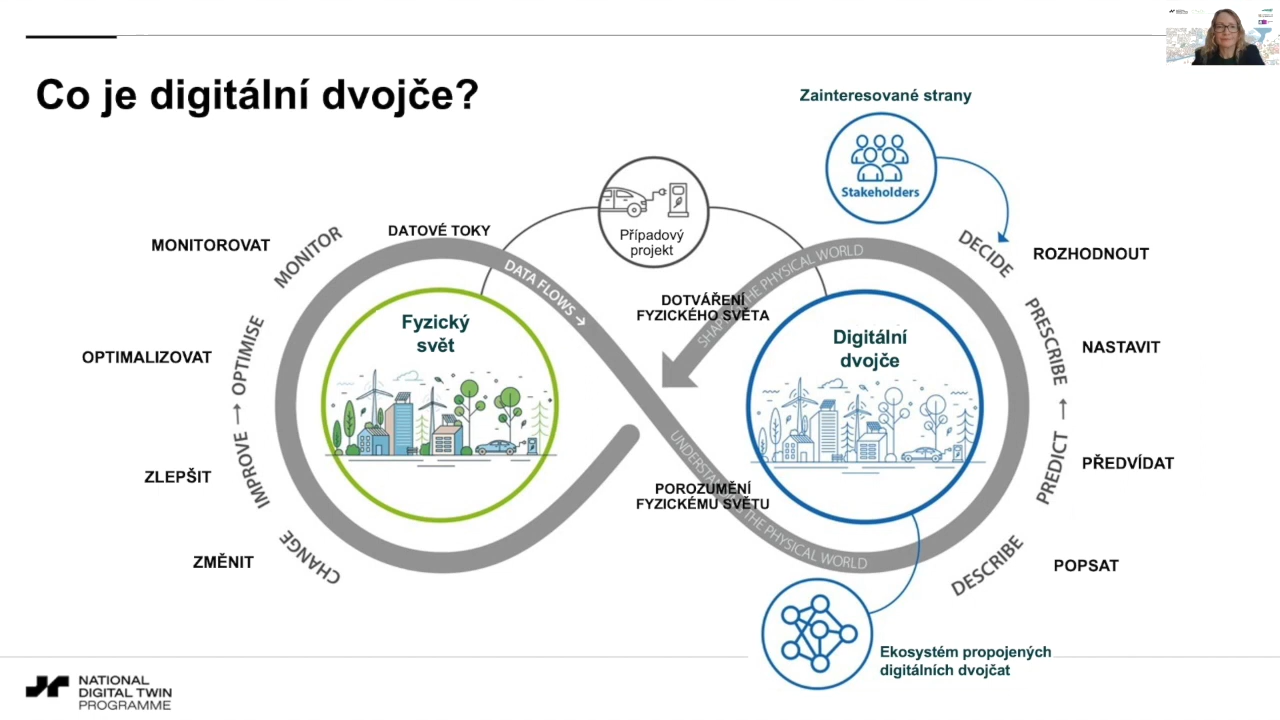 Co je digitální dvojče?
Zainteresované strany
Stakeholders
Případový
projekt
DATOVÉ TOKY
DATA FLOWS →
MONITOROVAT
MONITOR
OPTIMALIZOVAT
OPTIMISE
ZLEPŠIT
IMPROVE →
ZMĚNIT
CHANGE
Fyzický
svět
DOTVÁŘENÍ
FYZICKÉHO SVĚTA
THE PHYSICAL WORLD
Digitální
dvojče
POROZUMĚNÍ
FYZICKÉMU SVĚTU
THE PHYSICAL WORLD
DECIDE
ROZHODNOUT
PRESCRIBE
NASTAVIT
PREDICT →
PŘEDVÍDAT
DESCRIBE
POPSAT
Ekosystém propojených
digitálních dvojčat
NATIONAL
DIGITAL TWIN
PROGRAMME